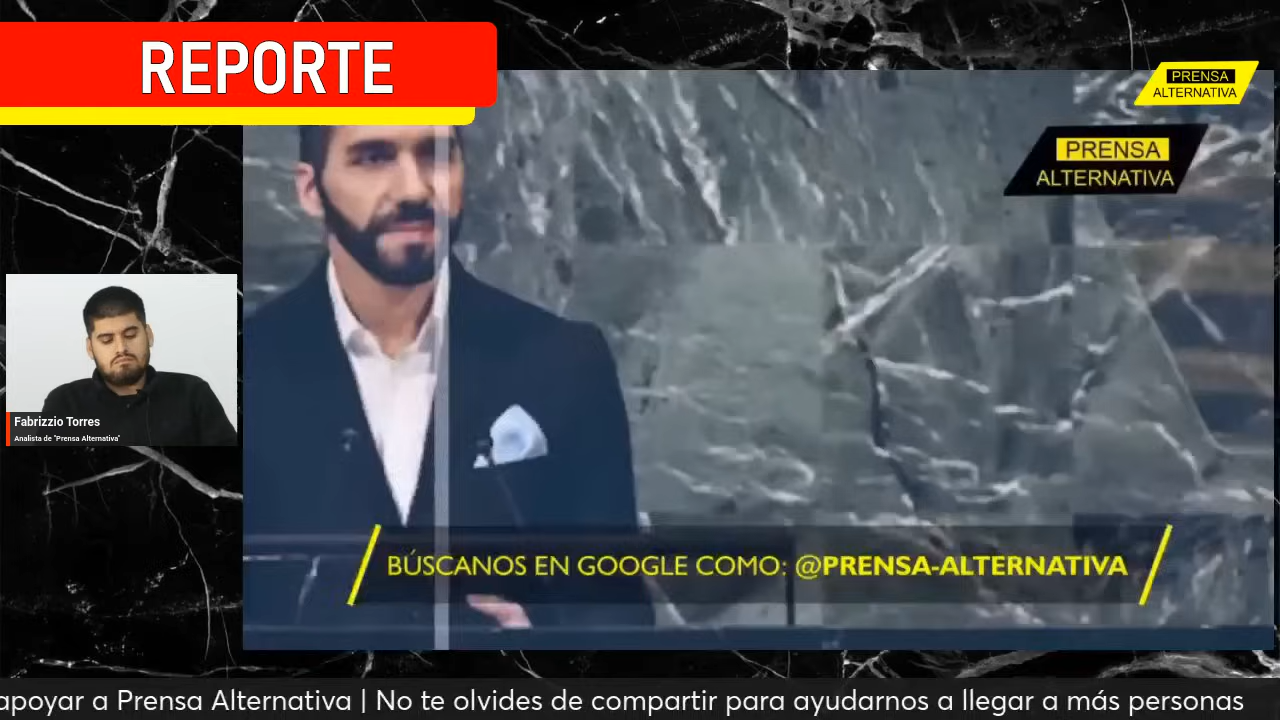 REPORTE
PRENSA
ALTERNATIVA
PRENSA
ALTERNATIVA
Fabrizzio Torres
Analista de "Prensa Alternativa"
BÚSCANOS EN GOOGLE COMO: @PRENSA-ALTERNATIVA
apoyar a Prensa Alternativa | No te olvides de compartir para ayudarnos a llegar a más personas